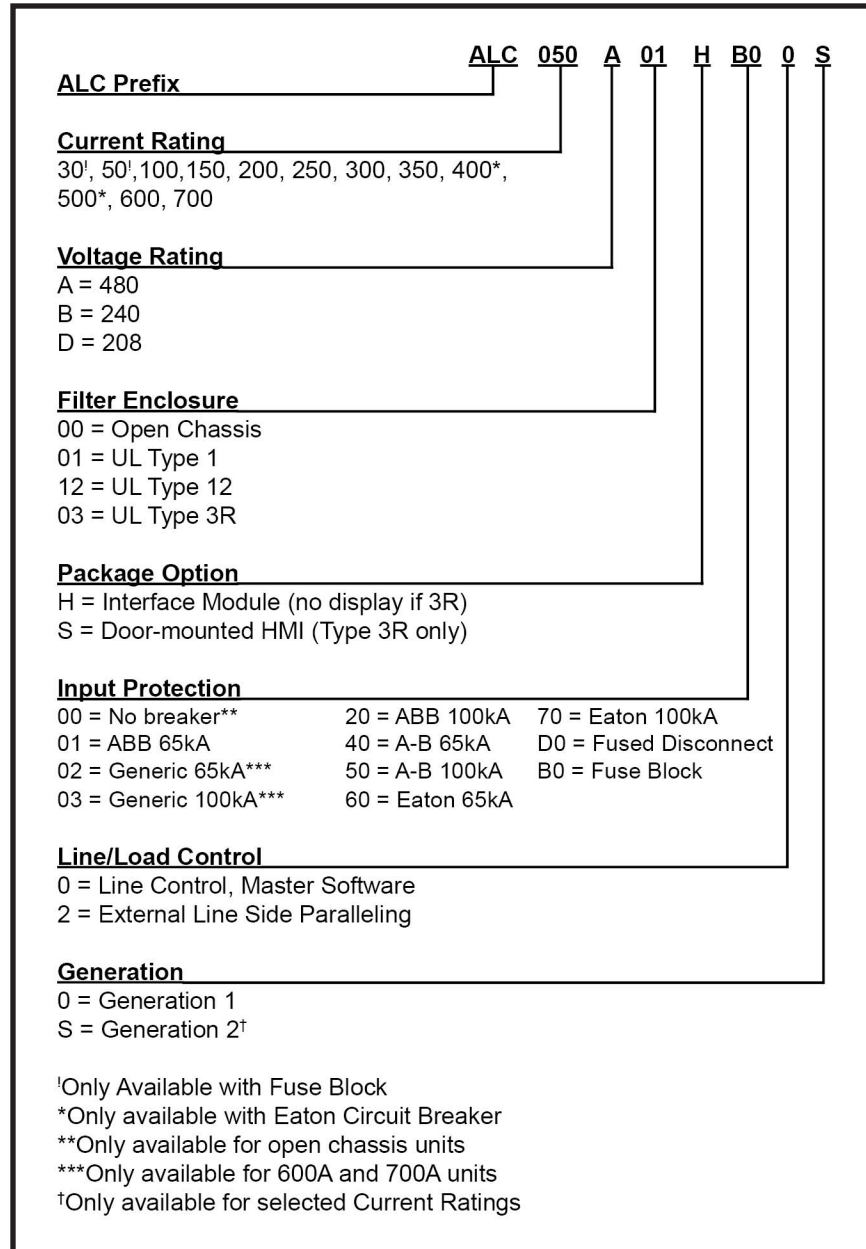 ALC 050 A 01 H B0 0 S
ALC Prefix
Current Rating
30!, 50!,100,150, 200, 250, 300, 350, 400*,
500*, 600, 700
Voltage Rating
A = 480
B = 240
D = 208
Filter Enclosure
00 = Open Chassis
01 = UL Type 1
12 = UL Type 12
03 = UL Type 3R
Package Option
H = Interface Module (no display if 3R)
S = Door-mounted HMI (Type 3R only)
Input Protection
00 = No breaker** 20 = ABB 100kA 70 = Eaton 100kA
01 = ABB 65kA 40 = A-B 65kA D0 = Fused Disconnect
02 = Generic 65kA*** 50 = A-B 100kA B0 = Fuse Block
03 = Generic 100kA*** 60 = Eaton 65kA
Line/Load Control
0 = Line Control, Master Software
2 = External Line Side Paralleling
Generation
0 = Generation 1
S = Generation 2†
!Only Available with Fuse Block
*Only available with Eaton Circuit Breaker
**Only available for open chassis units
***Only available for 600A and 700A units
†Only available for selected Current Ratings